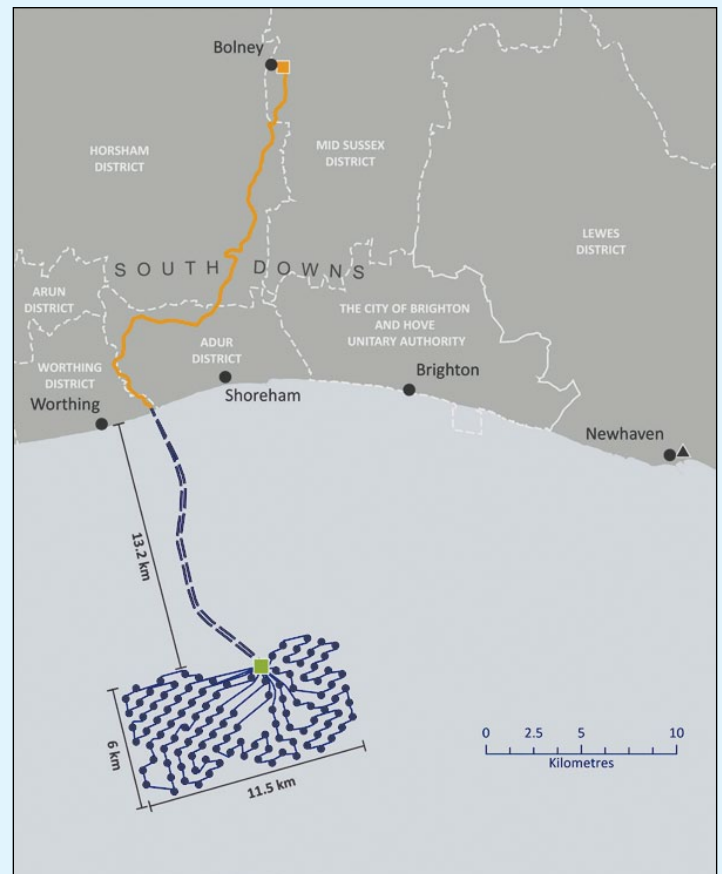 Bolney
HORSHAM
DISTRICT
MID SUSSEX
DISTRICT
LEWES
DISTRICT
SOUTH DOWNS
ARUN
DISTRICT
THE CITY OF BRIGHTON
AND HOVE
UNITARY AUTHORITY
ADUR
DISTRICT
WORTHING
DISTRICT
Brighton
Shoreham
Worthing
Newhaven
13.2 km
6 km
11.5 km
0 2.5 5 10
Kilometres